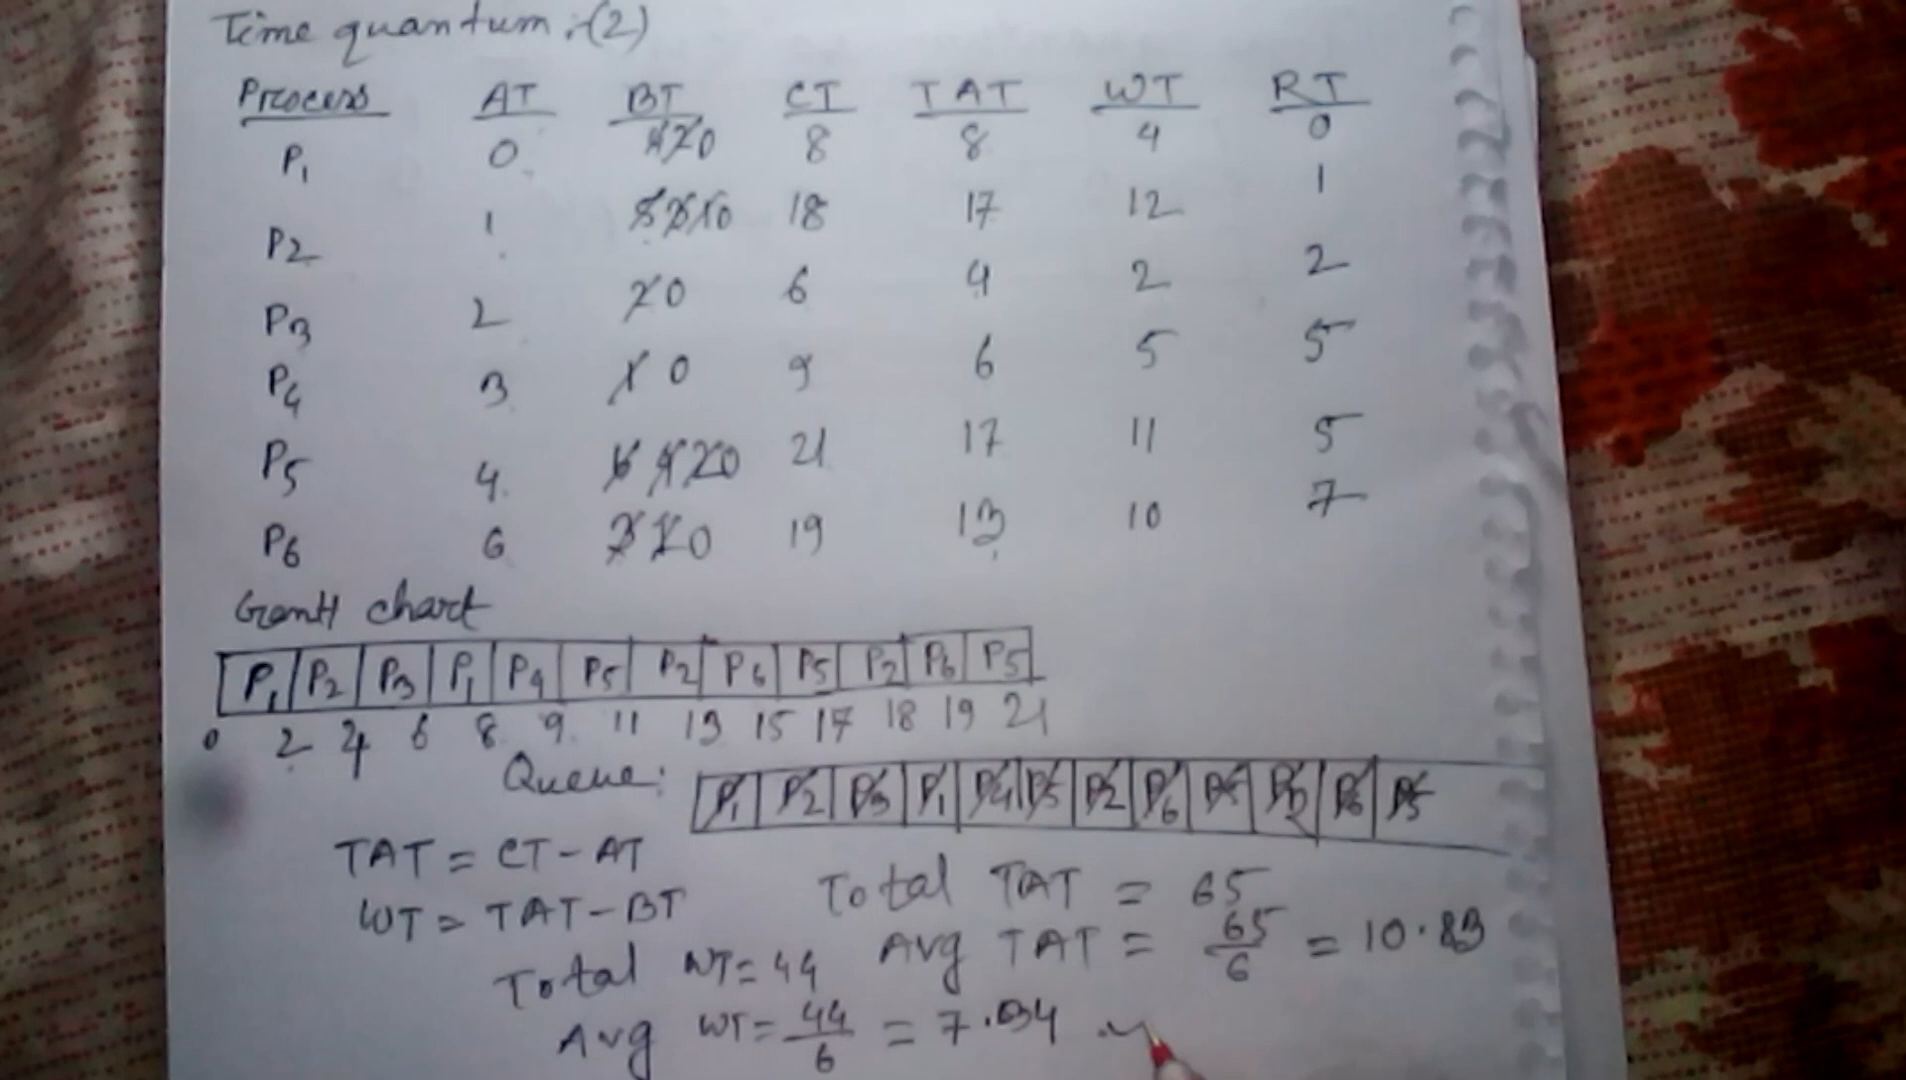 Time quantum :- (2)
Process AT BT CT TAT WT RT
P1 0 4 2 0 8 8 4 0
P2 1 5 3 1 0 18 17 12 1
P3 2 2 0 6 4 2 2
P4 3 1 0 9 6 5 5
P5 4 6 4 2 0 21 17 11 5
P6 6 3 1 0 19 13 10 7
Gantt chart
P1 P2 P3 P1 P4 P5 P2 P6 P5 P2 P6 P5
0 2 4 6 8 9 11 13 15 17 18 19 21
Queue: P1 P2 P3 P1 P4 P5 P2 P6 P5 P2 P6 P5
TAT = CT - AT
WT = TAT - BT
Total TAT = 65
Avg TAT = 65/6 = 10.83
Total WT = 44
Avg WT = 44/6 = 7.34